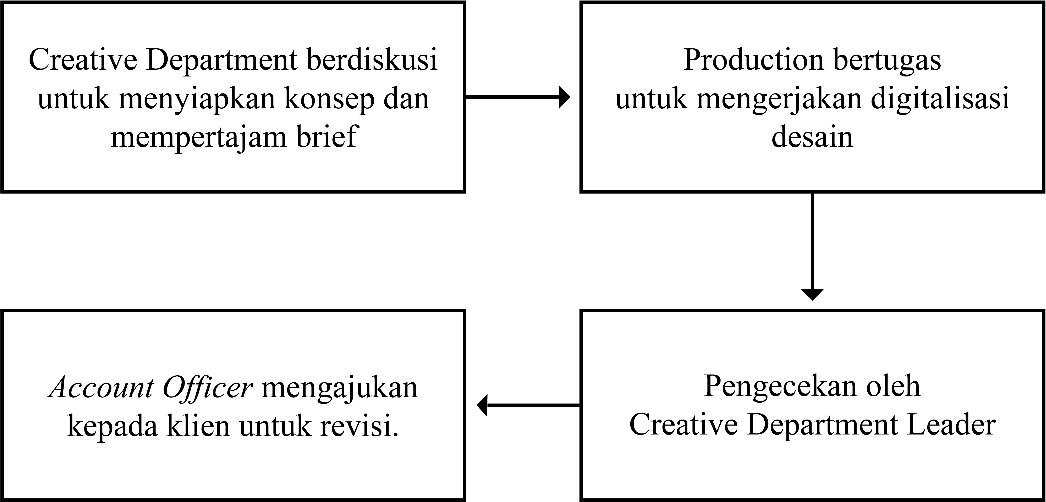 Creative Department berdiskusi
untuk menyiapkan konsep dan
mempertajam brief
Production bertugas
untuk mengerjakan digitalisasi
desain
Pengecekan oleh
Creative Department Leader
Account Officer mengajukan
kepada klien untuk revisi.